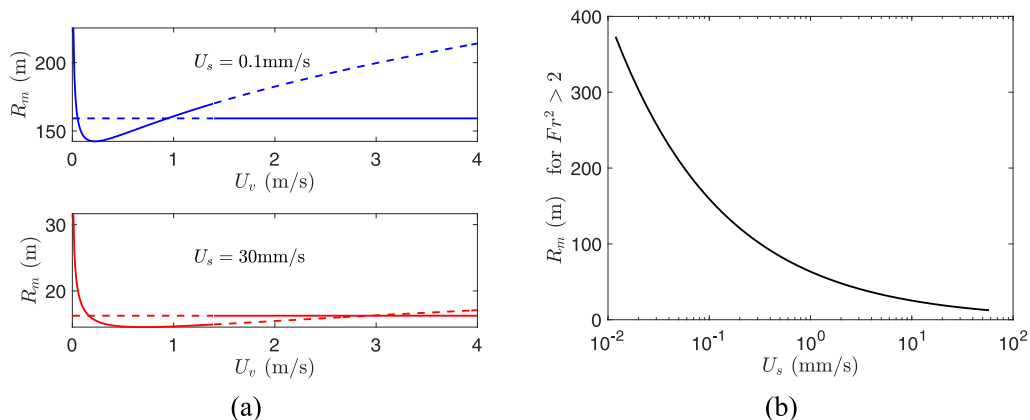 R_m (m)
200
150
U_s = 0.1mm/s
0 1 2 3 4
U_v (m/s)
R_m (m)
30
20
U_s = 30mm/s
0 1 2 3 4
U_v (m/s)
(a)
R_m (m) for Fr^2 > 2
400
300
200
100
0
10^-2 10^-1 10^0 10^1 10^2
U_s (mm/s)
(b)